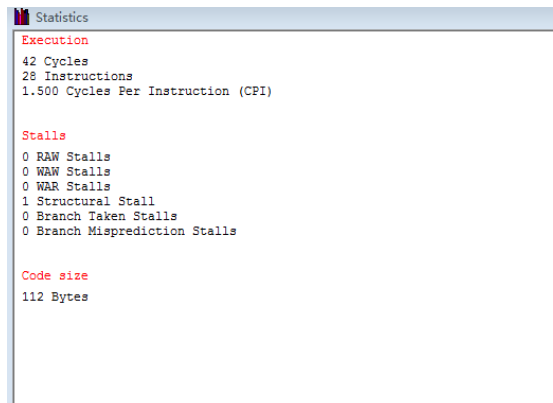 Statistics
Execution
42 Cycles
28 Instructions
1.500 Cycles Per Instruction (CPI)
Stalls
0 RAW Stalls
0 WAW Stalls
0 WAR Stalls
1 Structural Stall
0 Branch Taken Stalls
0 Branch Misprediction Stalls
Code size
112 Bytes